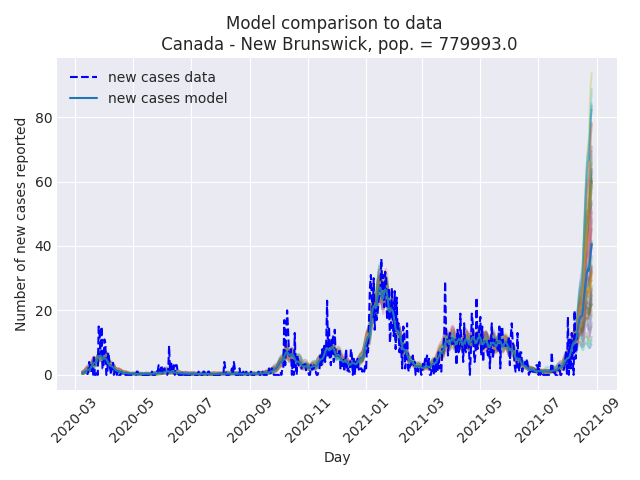 Model comparison to data
Canada - New Brunswick, pop. = 779993.0
new cases data
new cases model
Number of new cases reported
80
60
40
20
0
2020-03
2020-05
2020-07
2020-09
2020-11
2021-01
2021-03
2021-05
2021-07
2021-09
Day